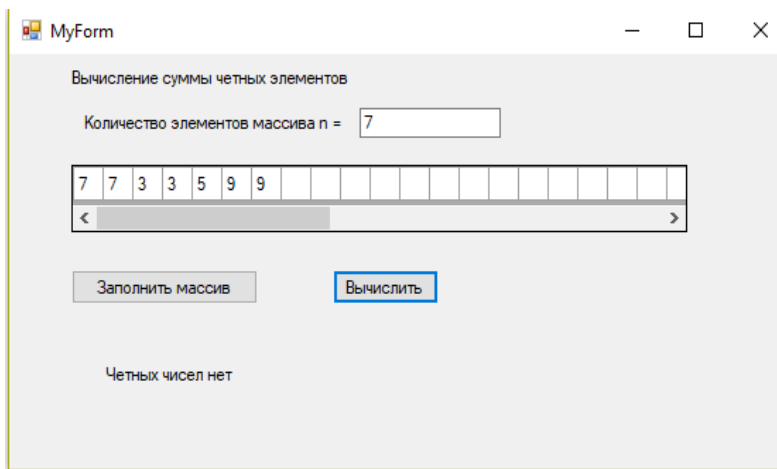 MyForm
Вычисление суммы четных элементов
Количество элементов массива n = 7
7 7 3 3 5 9 9
Заполнить массив Вычислить
Четных чисел нет